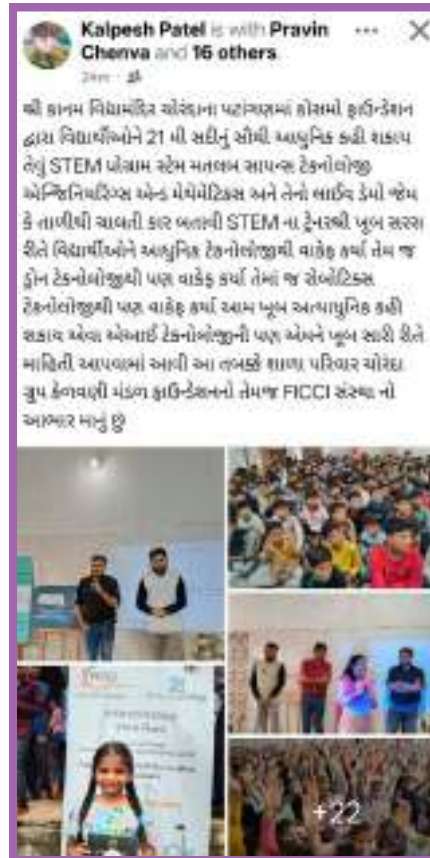 Kalpesh Patel is with Pravin
Chenva and 16 others.
શ્રી કાનમ વિદ્યામંદિર ચોરંદાના પટાંગણમાં કોસમો ફાઉન્ડેશન
દ્વારા વિદ્યાર્થીઓને 21 મી સદીનું સૌથી આધુનિક કહી શકાય
તેવું STEM પ્રોગ્રામ સ્ટેમ મતલબ સાયન્સ ટેકનોલોજી
એન્જિનિયરિંગ્સ એન્ડ મેથેમેટિક્સ અને તેનો લાઈવ ડેમો જેમ
કે તાળીથી ચાલતી કાર બતાવી STEM ના ટ્રેનરથી ખૂબ સરસ
રીતે વિદ્યાર્થીઓને આધુનિક ટેકનોલોજીથી વાકેફ કર્યા તેમ જ
ડ્રોન ટેકનોલોજીથી પણ વાકેફ કર્યા તેમાં જ રોબોટિક્સ
ટેકનોલોજીથી પણ વાકેફ કર્યા આમ ખૂબ અત્યાધુનિક કહી
શકાય એવા એઆઈ ટેકનોલોજીની પણ એમને ખૂબ સારી રીતે
માહિતી આપવામાં આવી આ તબક્કે શાળા પરિવાર ચોરંદા
ગ્રુપ કેળવણી મંડળ ફાઉન્ડેશનનો તેમજ FICCI સંસ્થા નો
આભાર માનું છું
+22